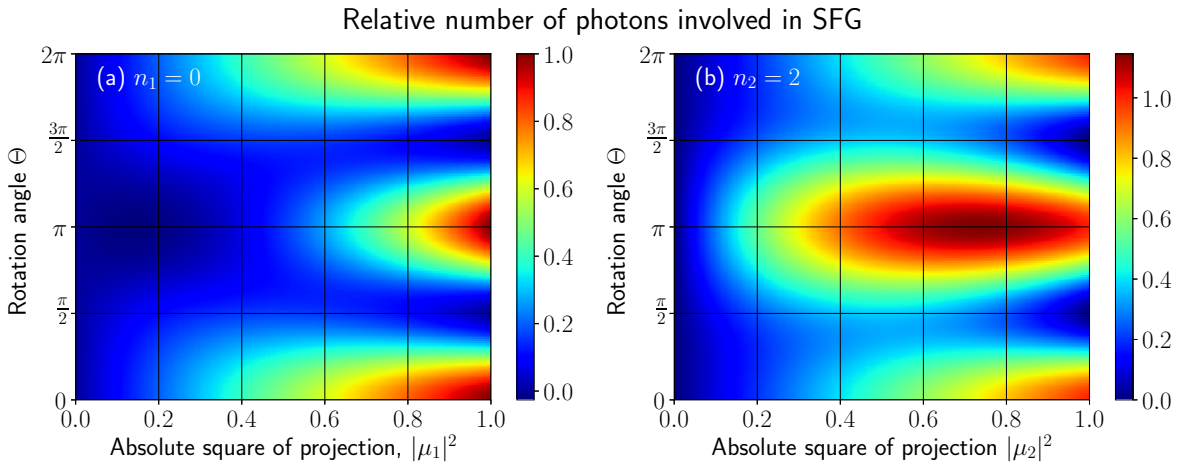 Relative number of photons involved in SFG
(a) n₁ = 0
2π
3π/2
π
π/2
0
Rotation angle Θ
0.0 0.2 0.4 0.6 0.8 1.0
Absolute square of projection, |μ₁|²
1.0
0.8
0.6
0.4
0.2
0.0
(b) n₂ = 2
2π
3π/2
π
π/2
0
Rotation angle Θ
0.0 0.2 0.4 0.6 0.8 1.0
Absolute square of projection |μ₂|²
1.0
0.8
0.6
0.4
0.2
0.0